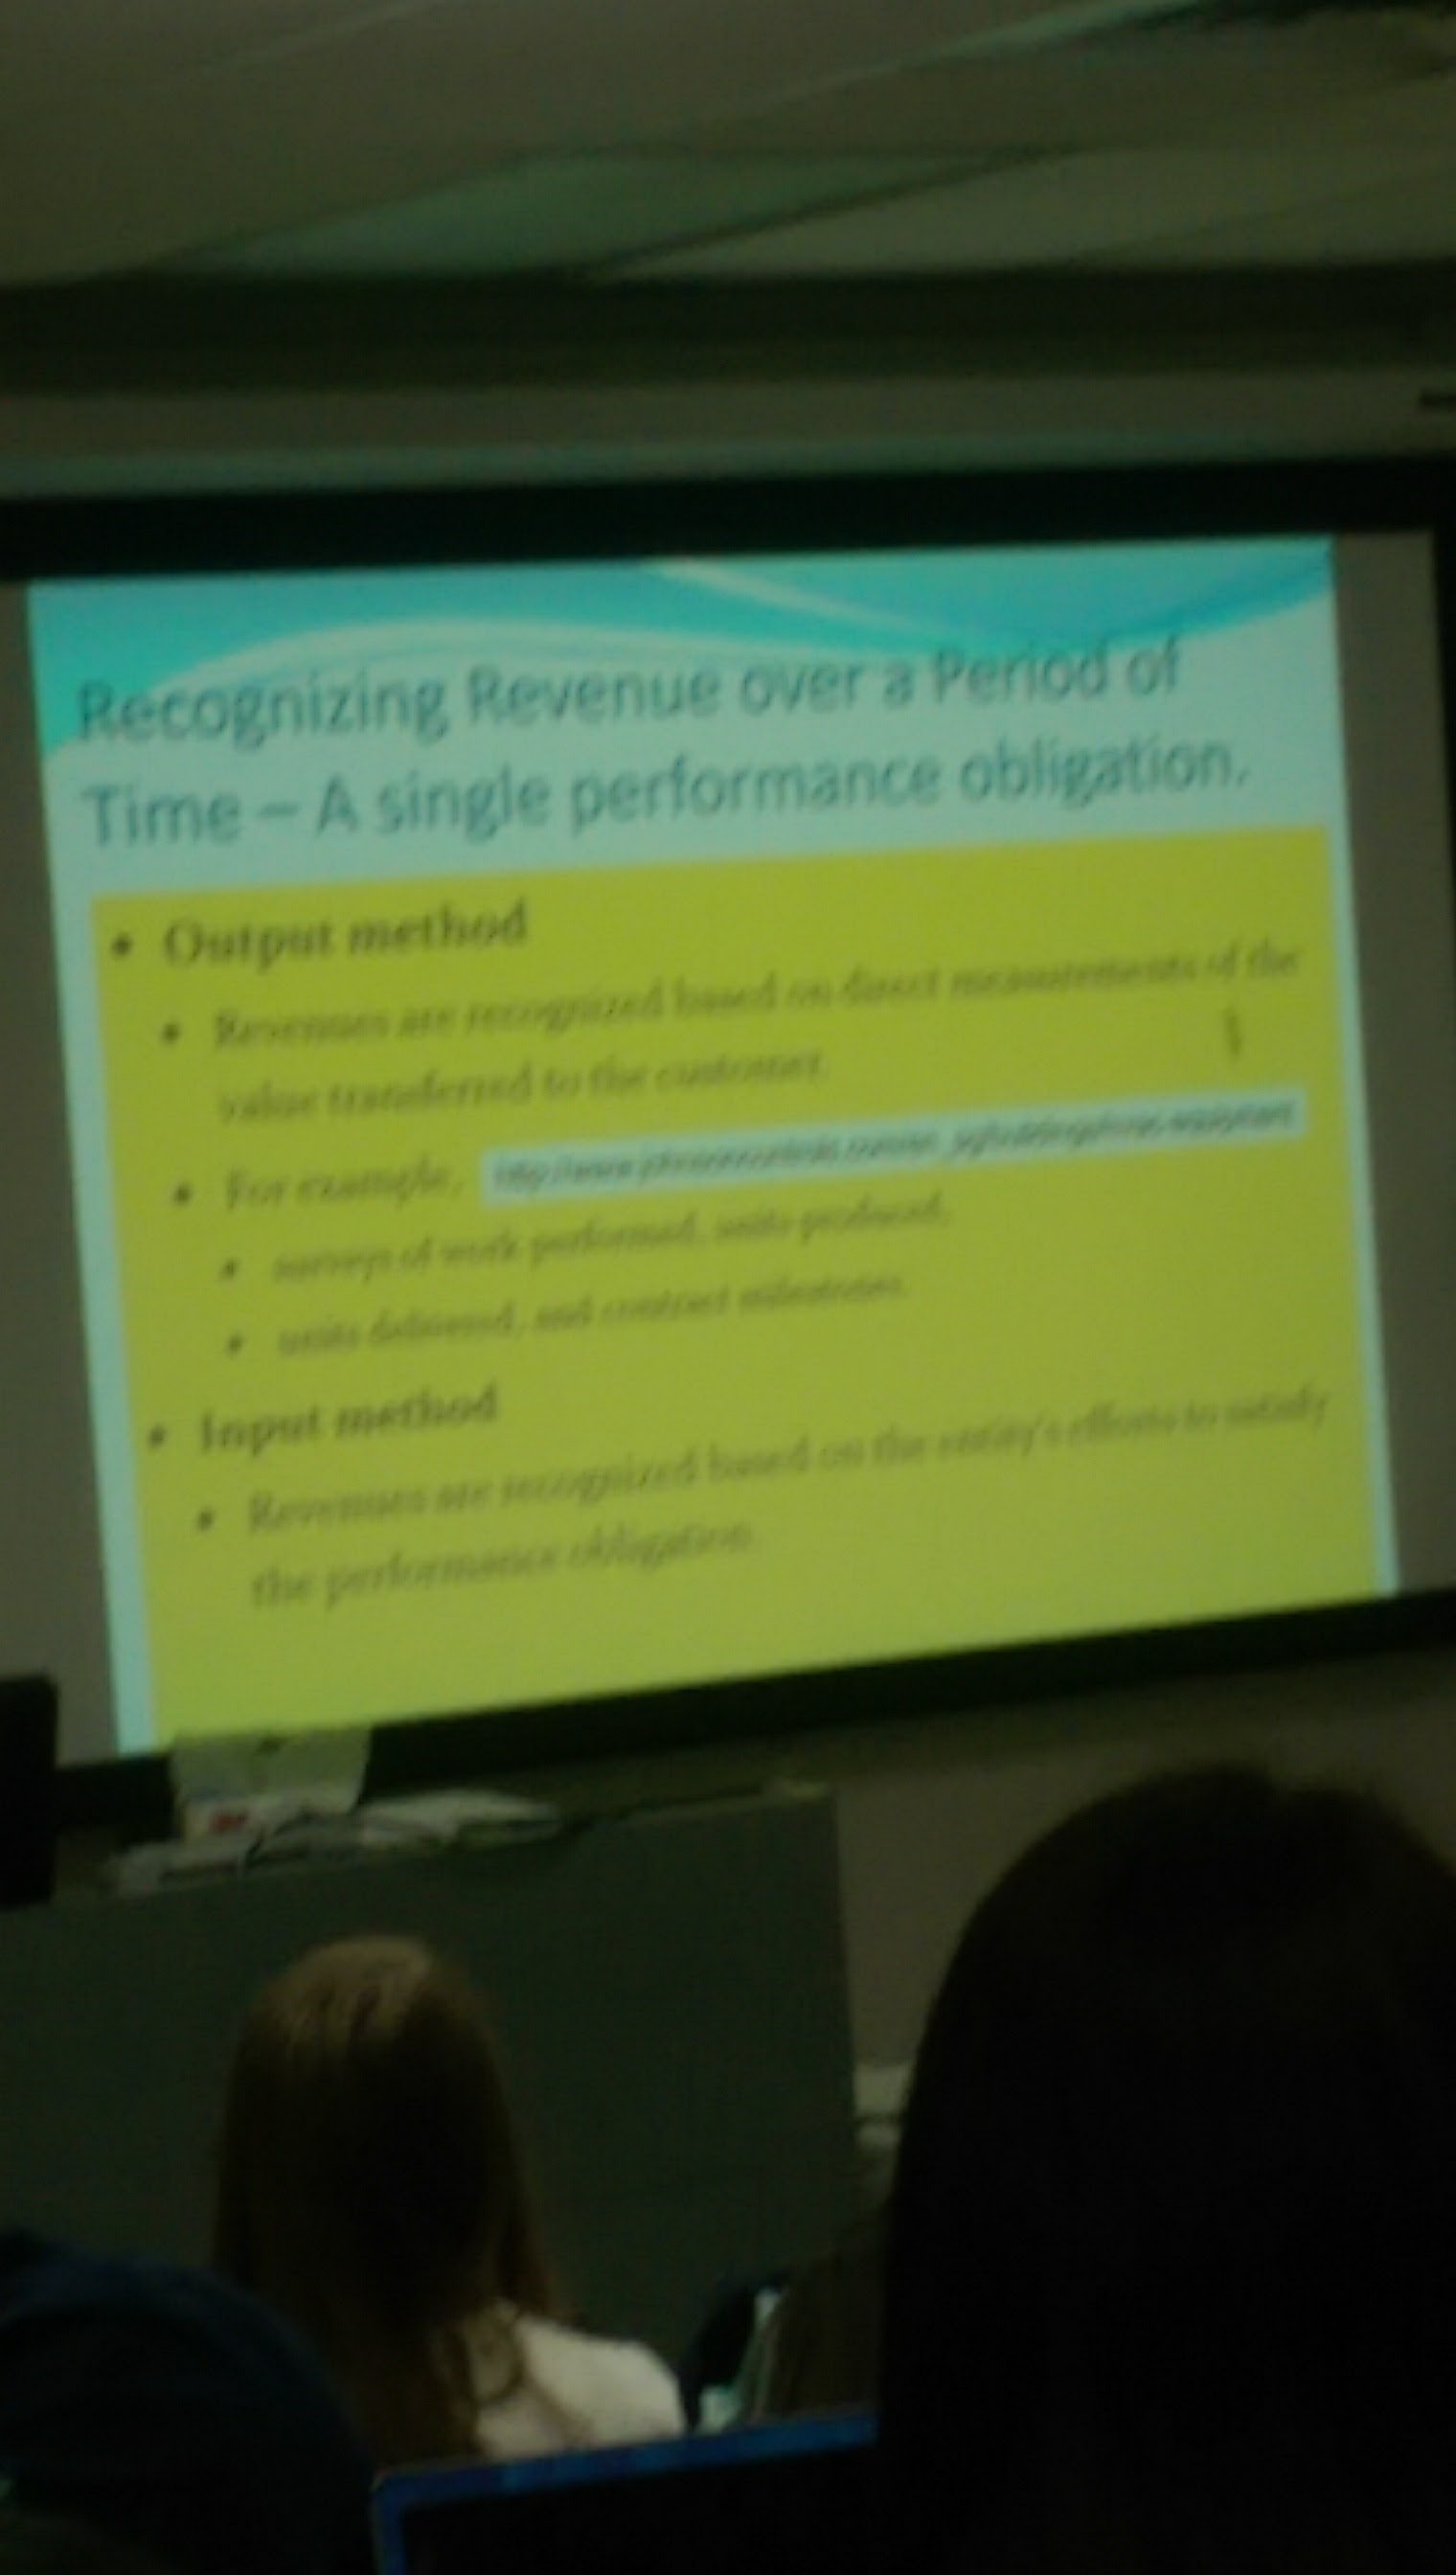 Recognizing Revenue over a Period of
Time – A single performance obligation.
• Output method
• Revenues are recognized based on direct measurements of the
value transferred to the customer.
• For example,
• surveys of work performed, units produced,
• units delivered, and contract milestones.
• Input method
• Revenues are recognized based on the entity's efforts to satisfy
the performance obligation.